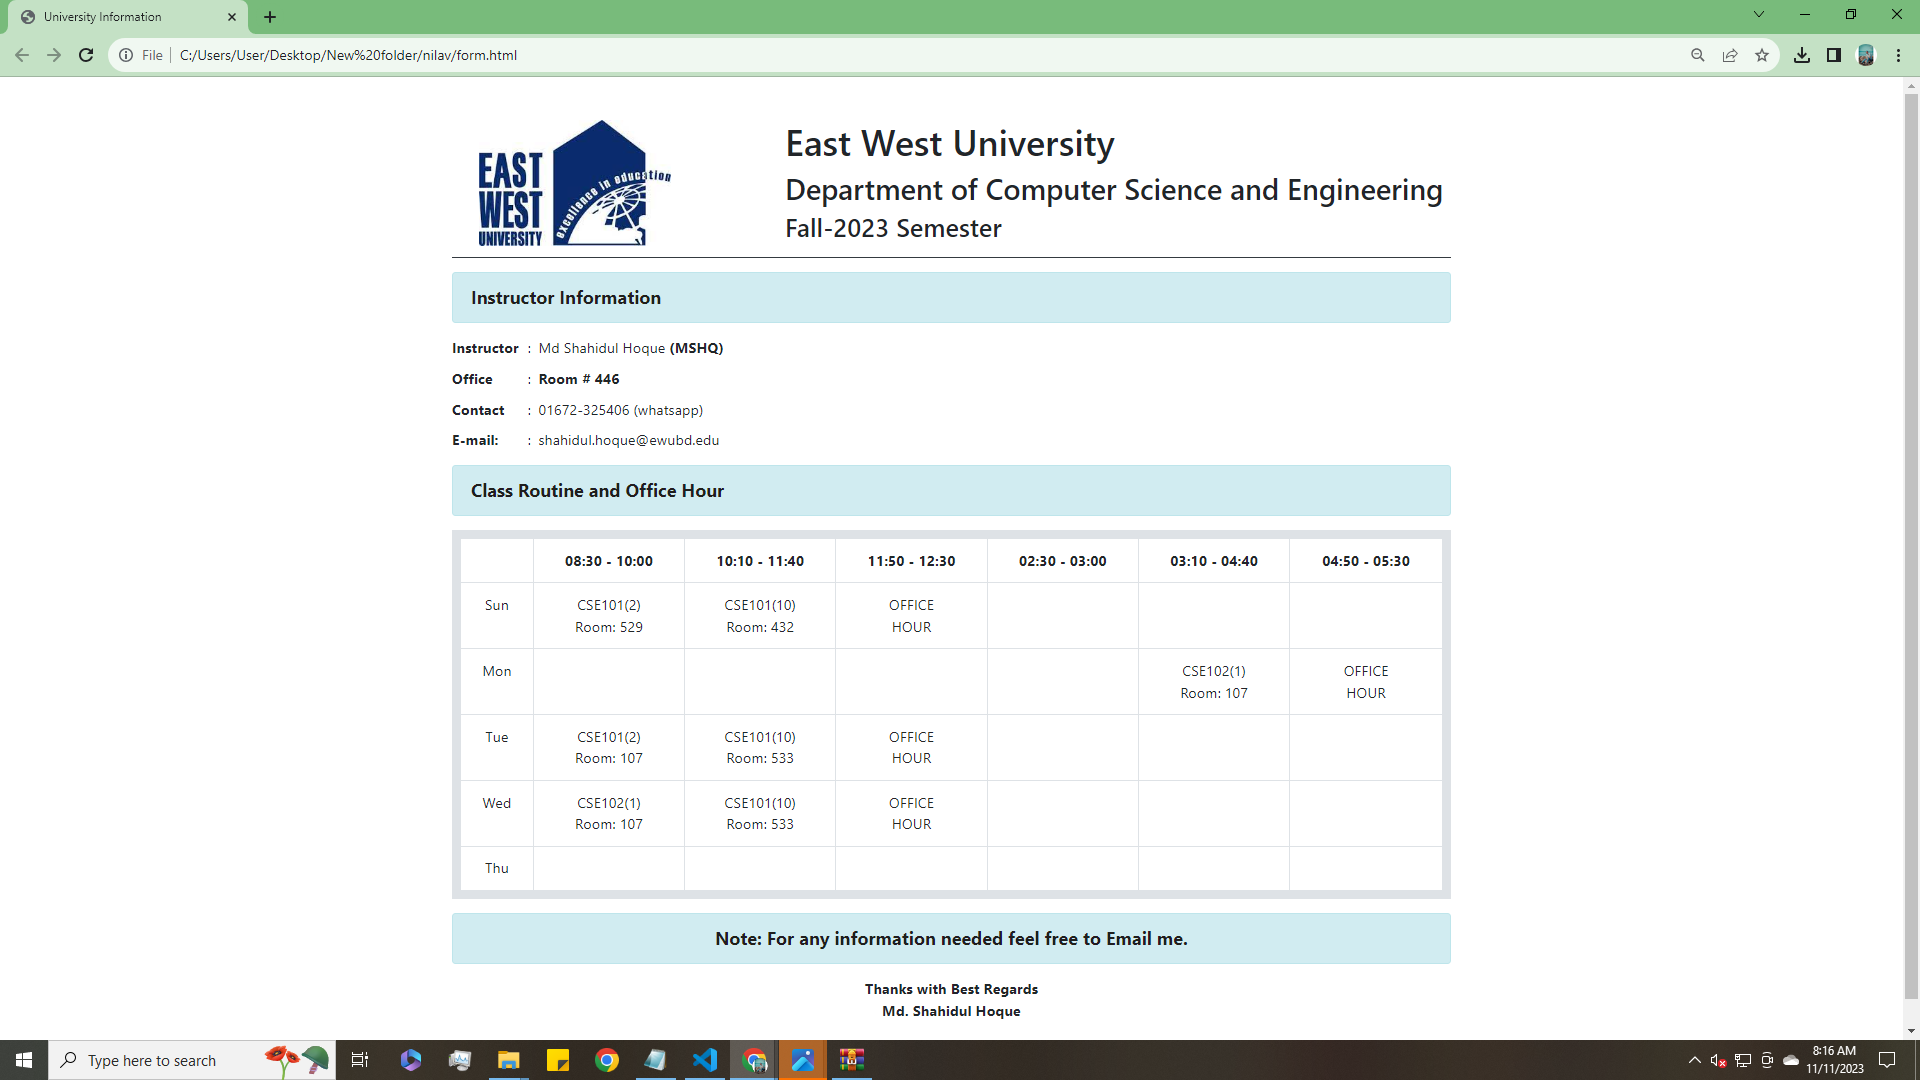 University Information
File
C:/Users/User/Desktop/New%20folder/nilav/form.html
EAST
WEST
UNIVERSITY
excellence in education
East West University
Department of Computer Science and Engineering
Fall-2023 Semester
Instructor Information
Instructor : Md Shahidul Hoque (MSHQ)
Office : Room # 446
Contact : 01672-325406 (whatsapp)
E-mail: : shahidul.hoque@ewubd.edu
Class Routine and Office Hour
08:30 - 10:00 10:10 - 11:40 11:50 - 12:30 02:30 - 03:00 03:10 - 04:40 04:50 - 05:30
Sun CSE101(2) CSE101(10) OFFICE
Room: 529 Room: 432 HOUR
Mon CSE102(1) OFFICE
Room: 107 HOUR
Tue CSE101(2) CSE101(10) OFFICE
Room: 107 Room: 533 HOUR
Wed CSE102(1) CSE101(10) OFFICE
Room: 107 Room: 533 HOUR
Thu
Note: For any information needed feel free to Email me.
Thanks with Best Regards
Md. Shahidul Hoque
Type here to search
8:16 AM
11/11/2023